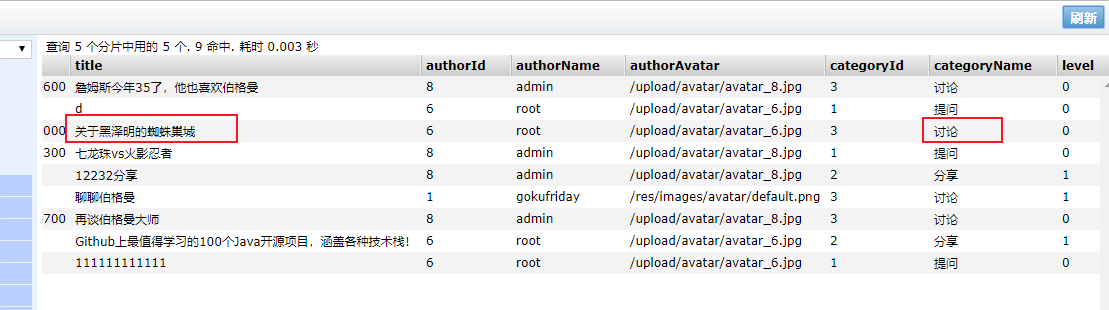 刷新
查询 5 个分片中用的 5 个. 9 命中. 耗时 0.003 秒
title authorId authorName authorAvatar categoryId categoryName level
600 詹姆斯今年35了，他也喜欢伯格曼 8 admin /upload/avatar/avatar_8.jpg 3 讨论 0
d 6 root /upload/avatar/avatar_6.jpg 1 提问 0
000 关于黑泽明的蜘蛛巢城 6 root /upload/avatar/avatar_6.jpg 3 讨论 0
300 七龙珠vs火影忍者 8 admin /upload/avatar/avatar_8.jpg 1 提问 0
12232分享 8 admin /upload/avatar/avatar_8.jpg 2 分享 1
聊聊伯格曼 1 gokufriday /res/images/avatar/default.png 3 讨论 1
700 再谈伯格曼大师 8 admin /upload/avatar/avatar_8.jpg 3 讨论 0
Github上最值得学习的100个Java开源项目，涵盖各种技术栈！ 6 root /upload/avatar/avatar_6.jpg 2 分享 1
111111111111 6 root /upload/avatar/avatar_6.jpg 1 提问 0